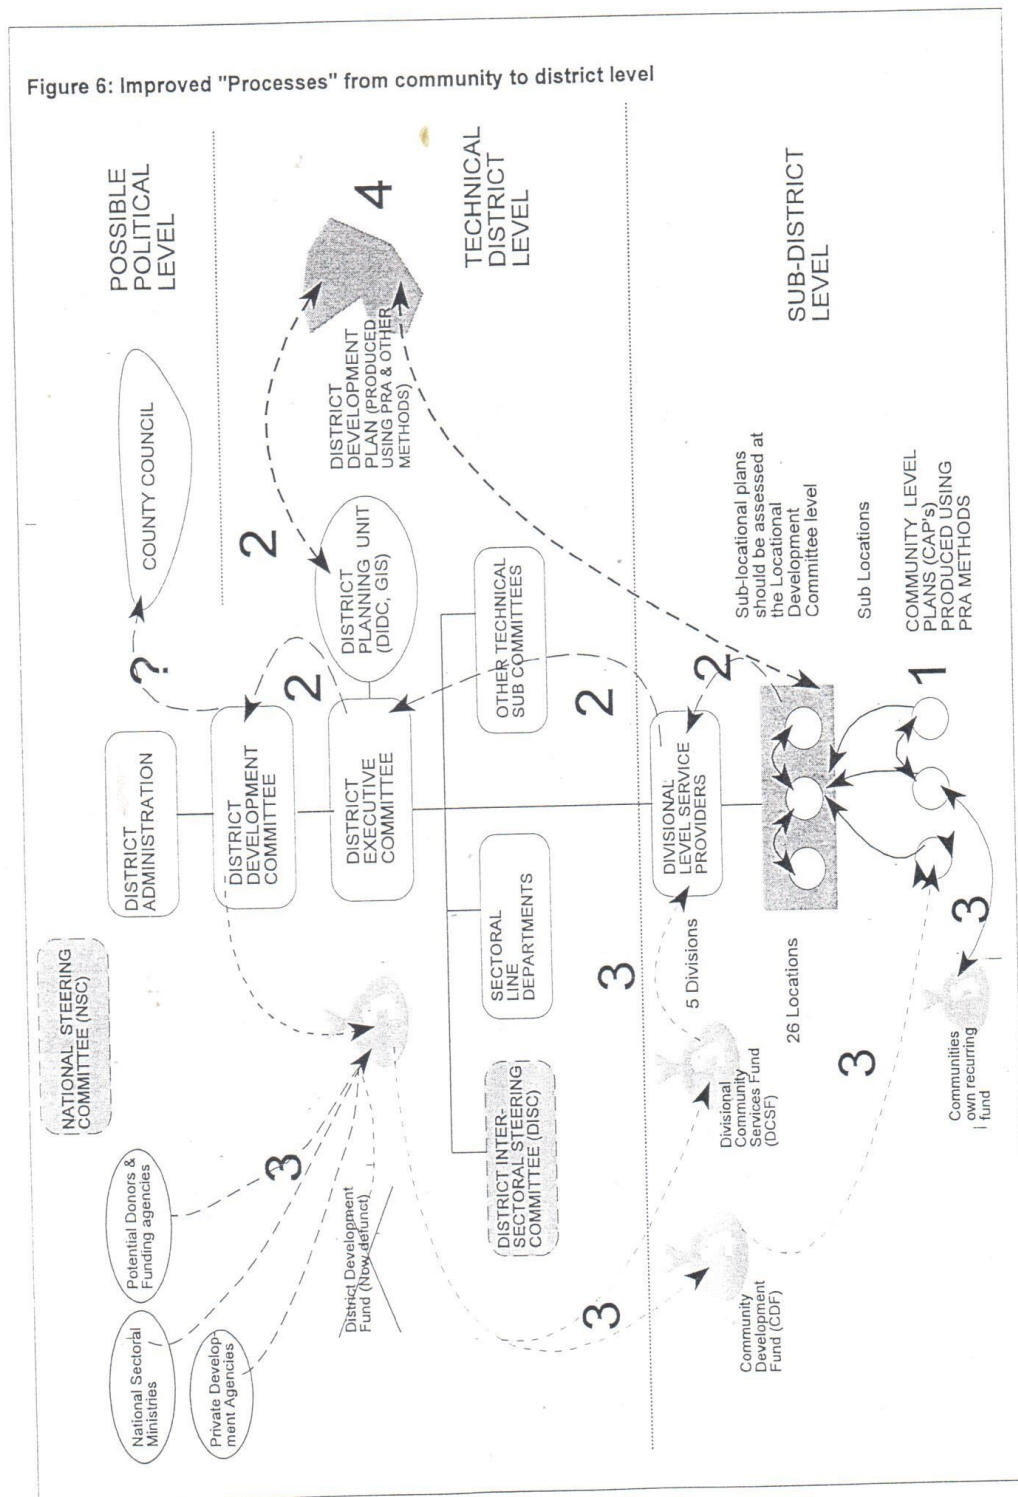 Figure 6: Improved "Processes" from community to district level
POSSIBLE
POLITICAL
LEVEL
COUNTY COUNCIL
?
NATIONAL STEERING
COMMITTEE (NSC)
DISTRICT
ADMINISTRATION
Potential Donors &
Funding agencies
National Sectoral
Ministries
Private Develop-
ment Agencies
3
DISTRICT
DEVELOPMENT
COMMITTEE
2
2
4
TECHNICAL
DISTRICT
LEVEL
DISTRICT
DEVELOPMENT
PLAN (PRODUCED
USING PRA & OTHER
METHODS)
DISTRICT
PLANNING UNIT
(DIDC, GIS)
DISTRICT
EXECUTIVE
COMMITTEE
District Development
Fund (Now defunct)
OTHER TECHNICAL
SUB COMMITTEES
SECTORAL
LINE
DEPARTMENTS
DISTRICT INTER-
SECTORAL STEERING
COMMITTEE (DISC)
2
3
3
SUB-DISTRICT
LEVEL
DIVISIONAL
LEVEL SERVICE
PROVIDERS
2
5 Divisions
Divisional
Community
Services Fund
(DCSF)
Community
Development
Fund (CDF)
Sub-locational plans
should be assessed at
the Locational
Development
Committee level
26 Locations
Sub Locations
3
COMMUNITY LEVEL
PLANS (CAP's)
PRODUCED USING
PRA METHODS
1
3
Communities
own recurring
fund